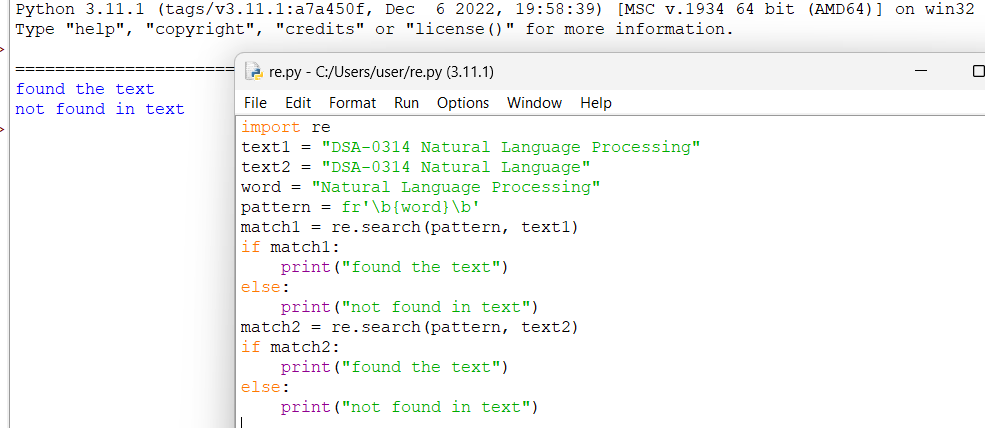 Python 3.11.1 (tags/v3.11.1:a7a450f, Dec  6 2022, 19:58:39) [MSC v.1934 64 bit (AMD64)] on win32
Type "help", "copyright", "credits" or "license()" for more information.
>
======================
found the text
not found in text
>
re.py - C:/Users/user/re.py (3.11.1)
File Edit Format Run Options Window Help
import re
text1 = "DSA-0314 Natural Language Processing"
text2 = "DSA-0314 Natural Language"
word = "Natural Language Processing"
pattern = fr'\b{word}\b'
match1 = re.search(pattern, text1)
if match1:
    print("found the text")
else:
    print("not found in text")
match2 = re.search(pattern, text2)
if match2:
    print("found the text")
else:
    print("not found in text")